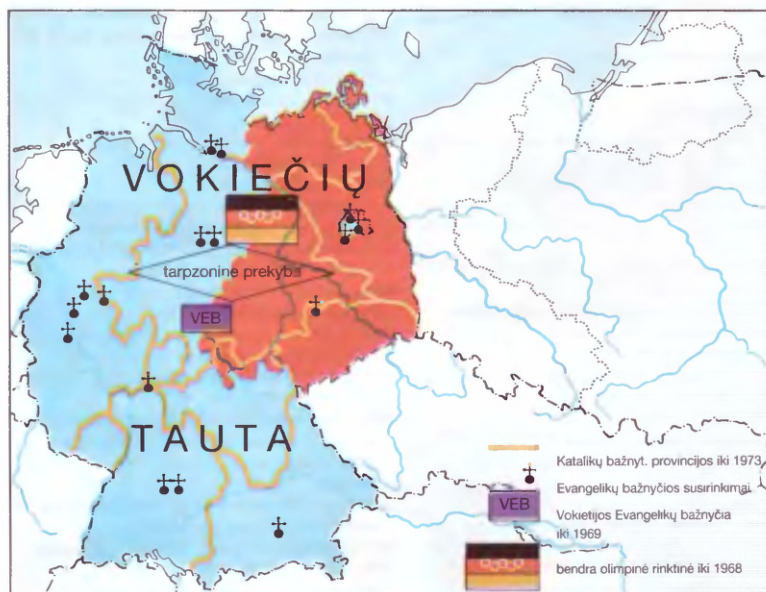 VOKIEČIŲ
tarpzoninė prekyba
VEB
TAUTA
Katalikų bažnyt. provincijos iki 1973
Evangelikų bažnyčios susirinkimai
VEB
Vokietijos Evangelikų bažnyčia
iki 1969
bendra olimpinė rinktinė iki 1968